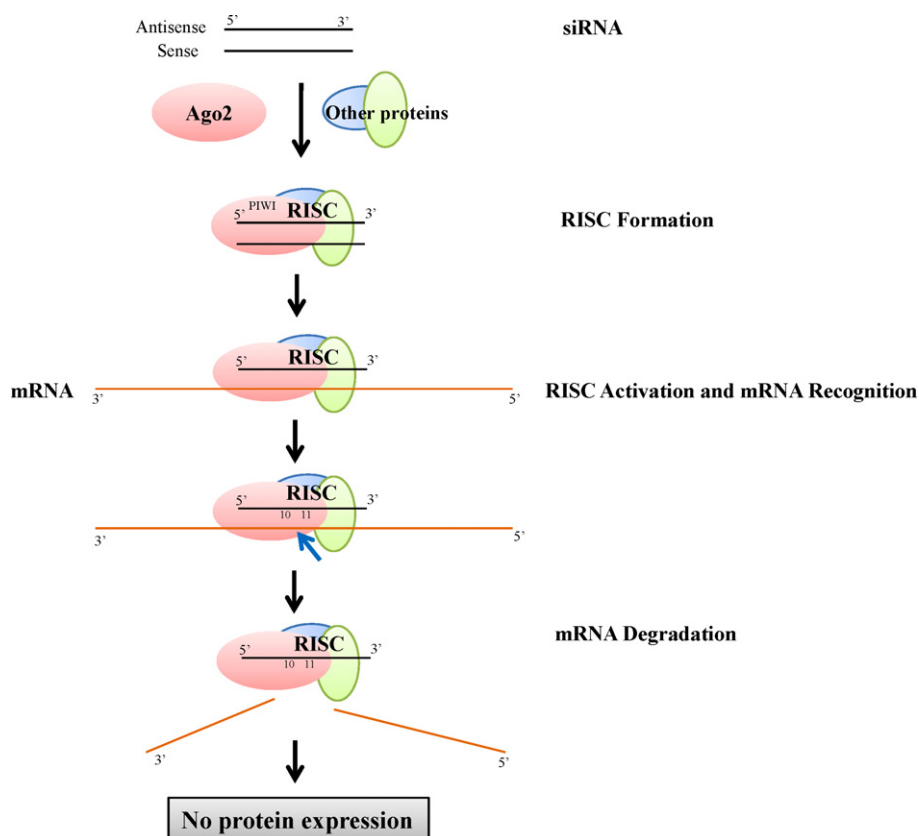 5’ 3’
Antisense
siRNA
Sense
Ago2
Other proteins
5’ PIWI RISC 3’
RISC Formation
5’ RISC 3’
mRNA
RISC Activation and mRNA Recognition
3’ 5’
RISC
5’ 3’
10 11
3’ 5’
mRNA Degradation
RISC
5’ 3’
10 11
3’ 5’
No protein expression